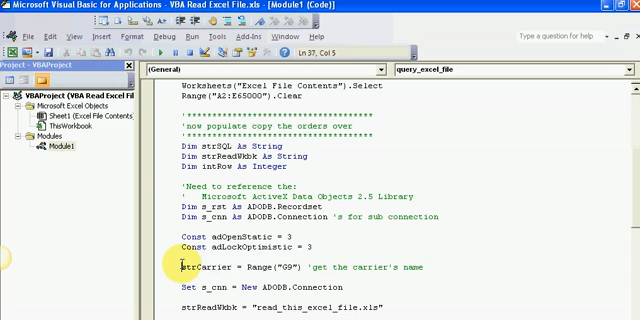 Microsoft Visual Basic for Applications - VBA Read Excel File.xls - [Module1 (Code)]
File Edit View Insert Format Debug Run Tools Add-Ins Window Help
Type a question for help
Ln 37, Col 5
Project - VBAProject
(General)
query_excel_file
VBAProject (VBA Read Excel Fil
Microsoft Excel Objects
Sheet1 (Excel File Contents)
ThisWorkbook
Modules
Module1
Worksheets("Excel File Contents").Select
Range("A2:E65000").Clear
'*************************************
'now populate copy the orders over
'*************************************
Dim strSQL As String
Dim strReadWkbk As String
Dim intRow As Integer
'Need to reference the:
' Microsoft ActiveX Data Objects 2.5 Library
Dim s_rst As ADODB.Recordset
Dim s_cnn As ADODB.Connection 's for sub connection
Const adOpenStatic = 3
Const adLockOptimistic = 3
strCarrier = Range("G9") 'get the carrier's name
Set s_cnn = New ADODB.Connection
strReadWkbk = "read_this_excel_file.xls"